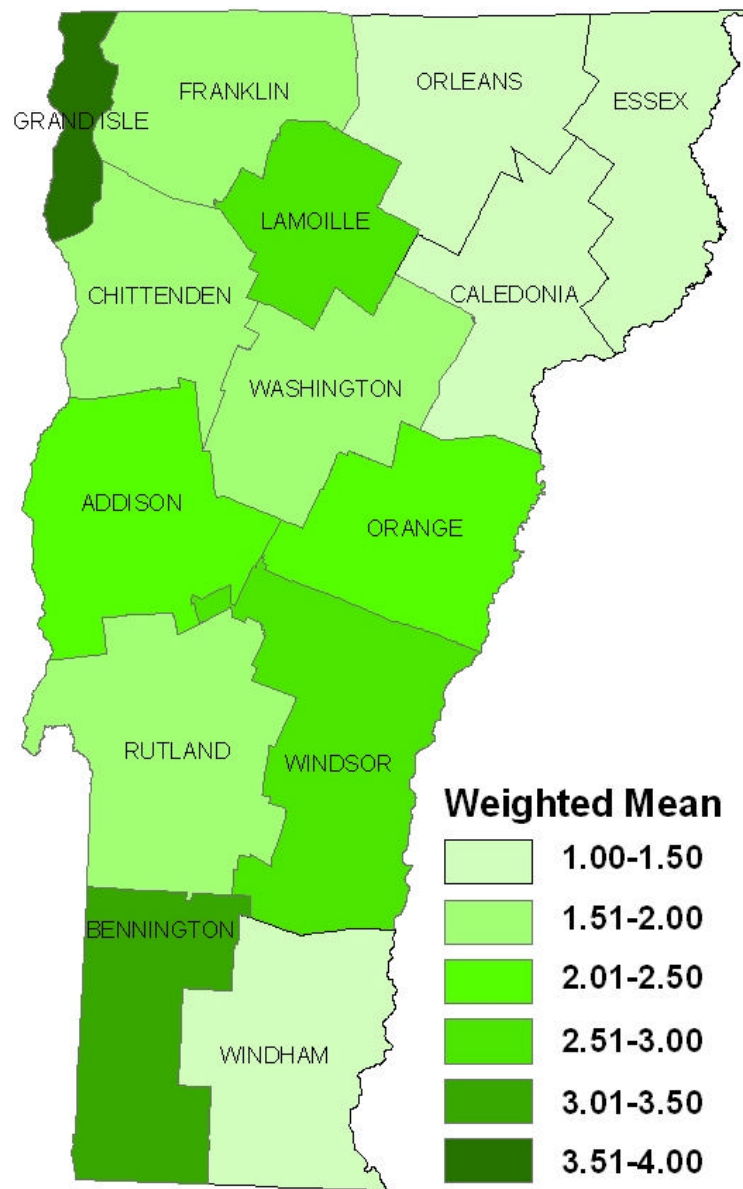 ORLEANS
FRANKLIN
ESSEX
GRAND ISLE
LAMOILLE
CHITTENDEN
CALEDONIA
WASHINGTON
ADDISON
ORANGE
RUTLAND
WINDSOR
BENNINGTON
WINDHAM
Weighted Mean
1.00-1.50
1.51-2.00
2.01-2.50
2.51-3.00
3.01-3.50
3.51-4.00